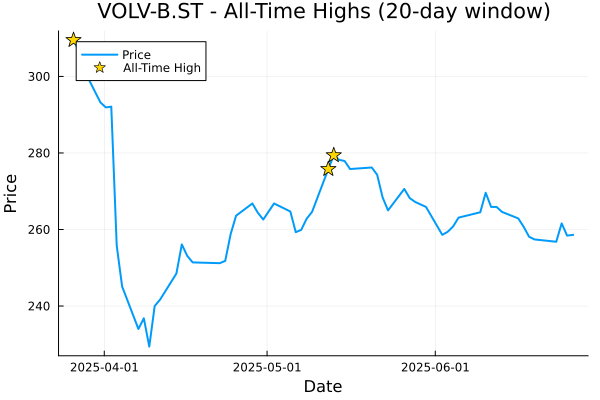 VOLV-B.ST - All-Time Highs (20-day window)
Price
All-Time High
300
280
260
240
Price
2025-04-01
2025-05-01
2025-06-01
Date